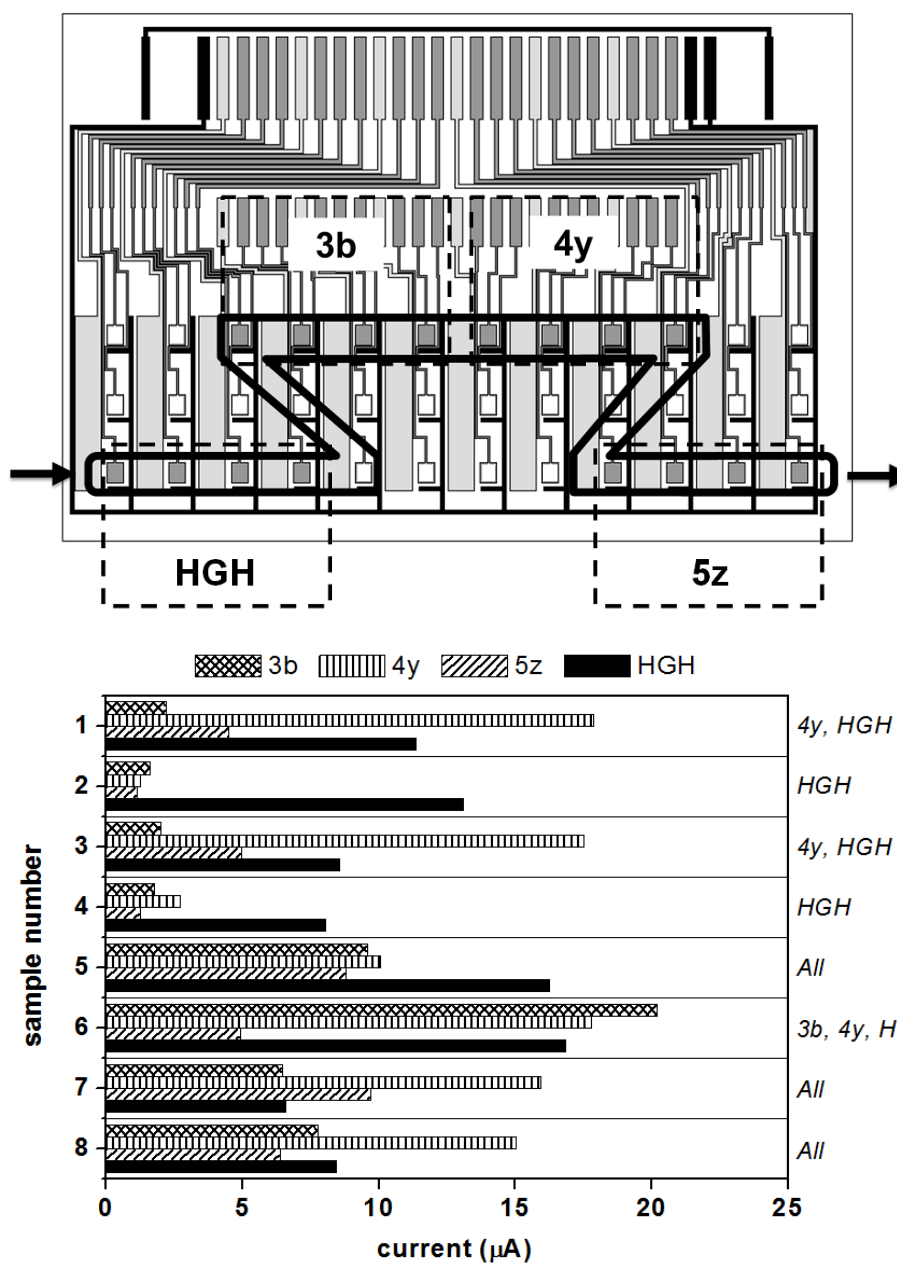 3b 4y
HGH 5z
3b 4y 5z HGH
sample number
1 4y, HGH
2 HGH
3 4y, HGH
4 HGH
5 All
6 3b, 4y, H
7 All
8 All
0 5 10 15 20 25
current (μA)